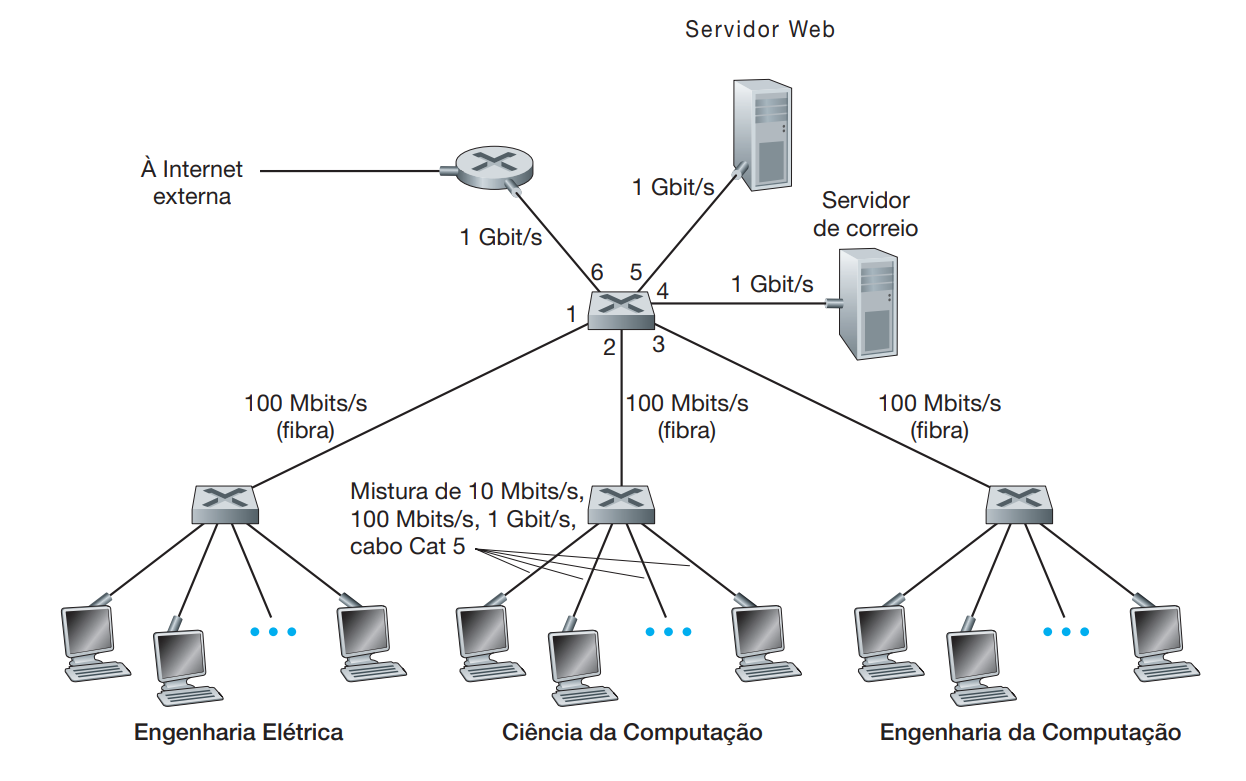 Servidor Web
À Internet
externa
1 Gbit/s
Servidor
de correio
1 Gbit/s
6
5
4
1 Gbit/s
1
2
3
100 Mbits/s
(fibra)
100 Mbits/s
(fibra)
100 Mbits/s
(fibra)
Mistura de 10 Mbits/s,
100 Mbits/s, 1 Gbit/s,
cabo Cat 5
Engenharia Elétrica
Ciência da Computação
Engenharia da Computação